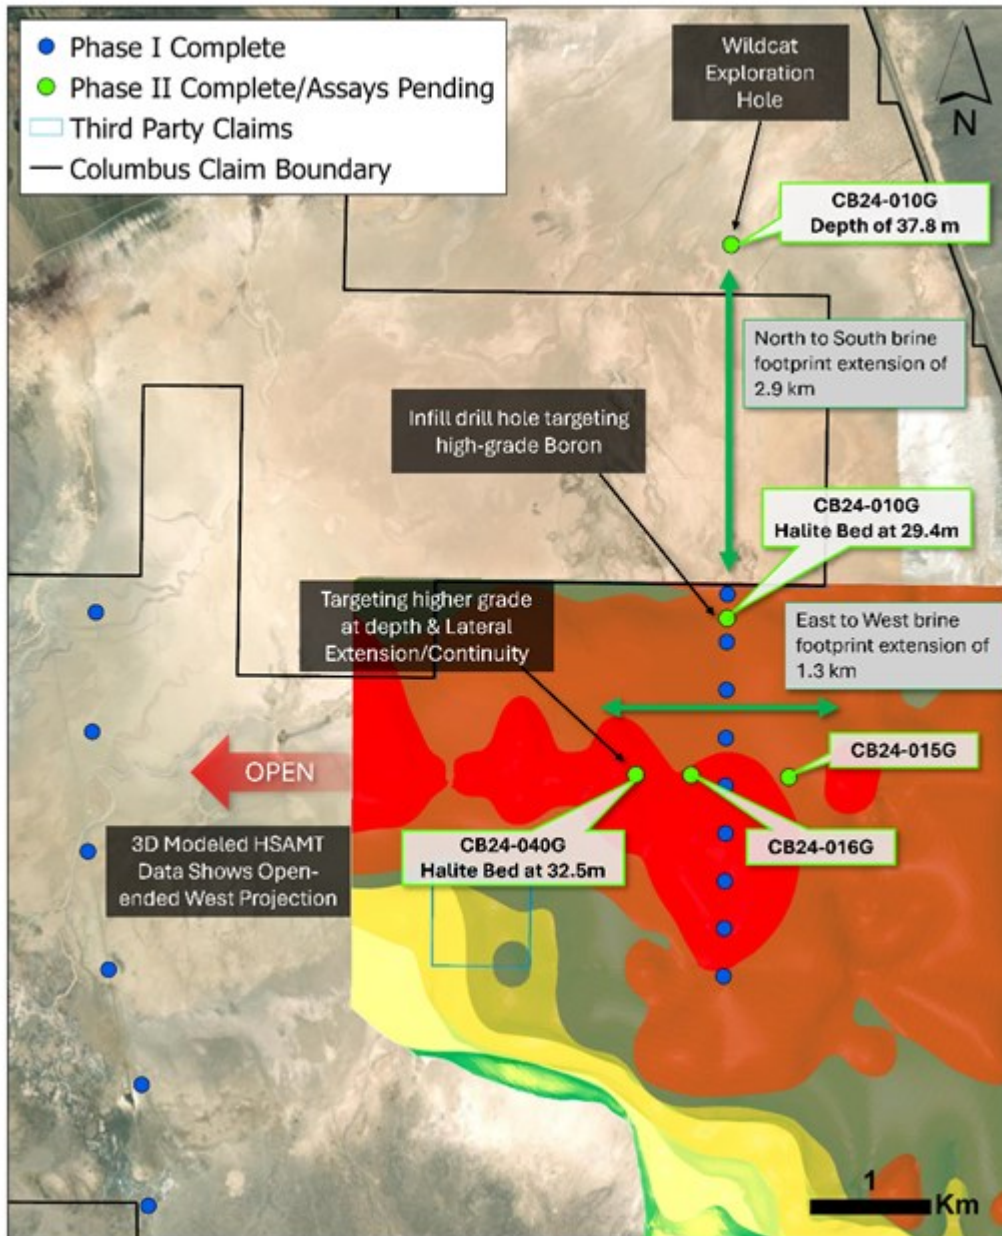 Phase I Complete
Phase II Complete/Assays Pending
Third Party Claims
Columbus Claim Boundary
Wildcat
Exploration
Hole
N
CB24-010G
Depth of 37.8 m
North to South brine
footprint extension of
2.9 km
Infill drill hole targeting
high-grade Boron
CB24-010G
Halite Bed at 29.4m
Targeting higher grade
at depth & Lateral
Extension/Continuity
East to West brine
footprint extension of
1.3 km
OPEN
CB24-015G
3D Modeled HSAMT
Data Shows Open-
ended West Projection
CB24-040G
Halite Bed at 32.5m
CB24-016G
1
Km